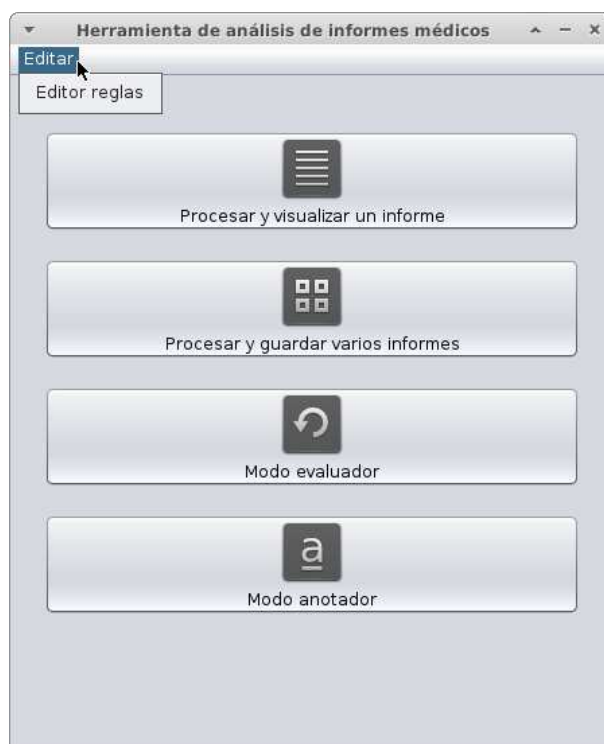 Herramienta de análisis de informes médicos
Editar
Editor reglas
Procesar y visualizar un informe
Procesar y guardar varios informes
Modo evaluador
a
Modo anotador